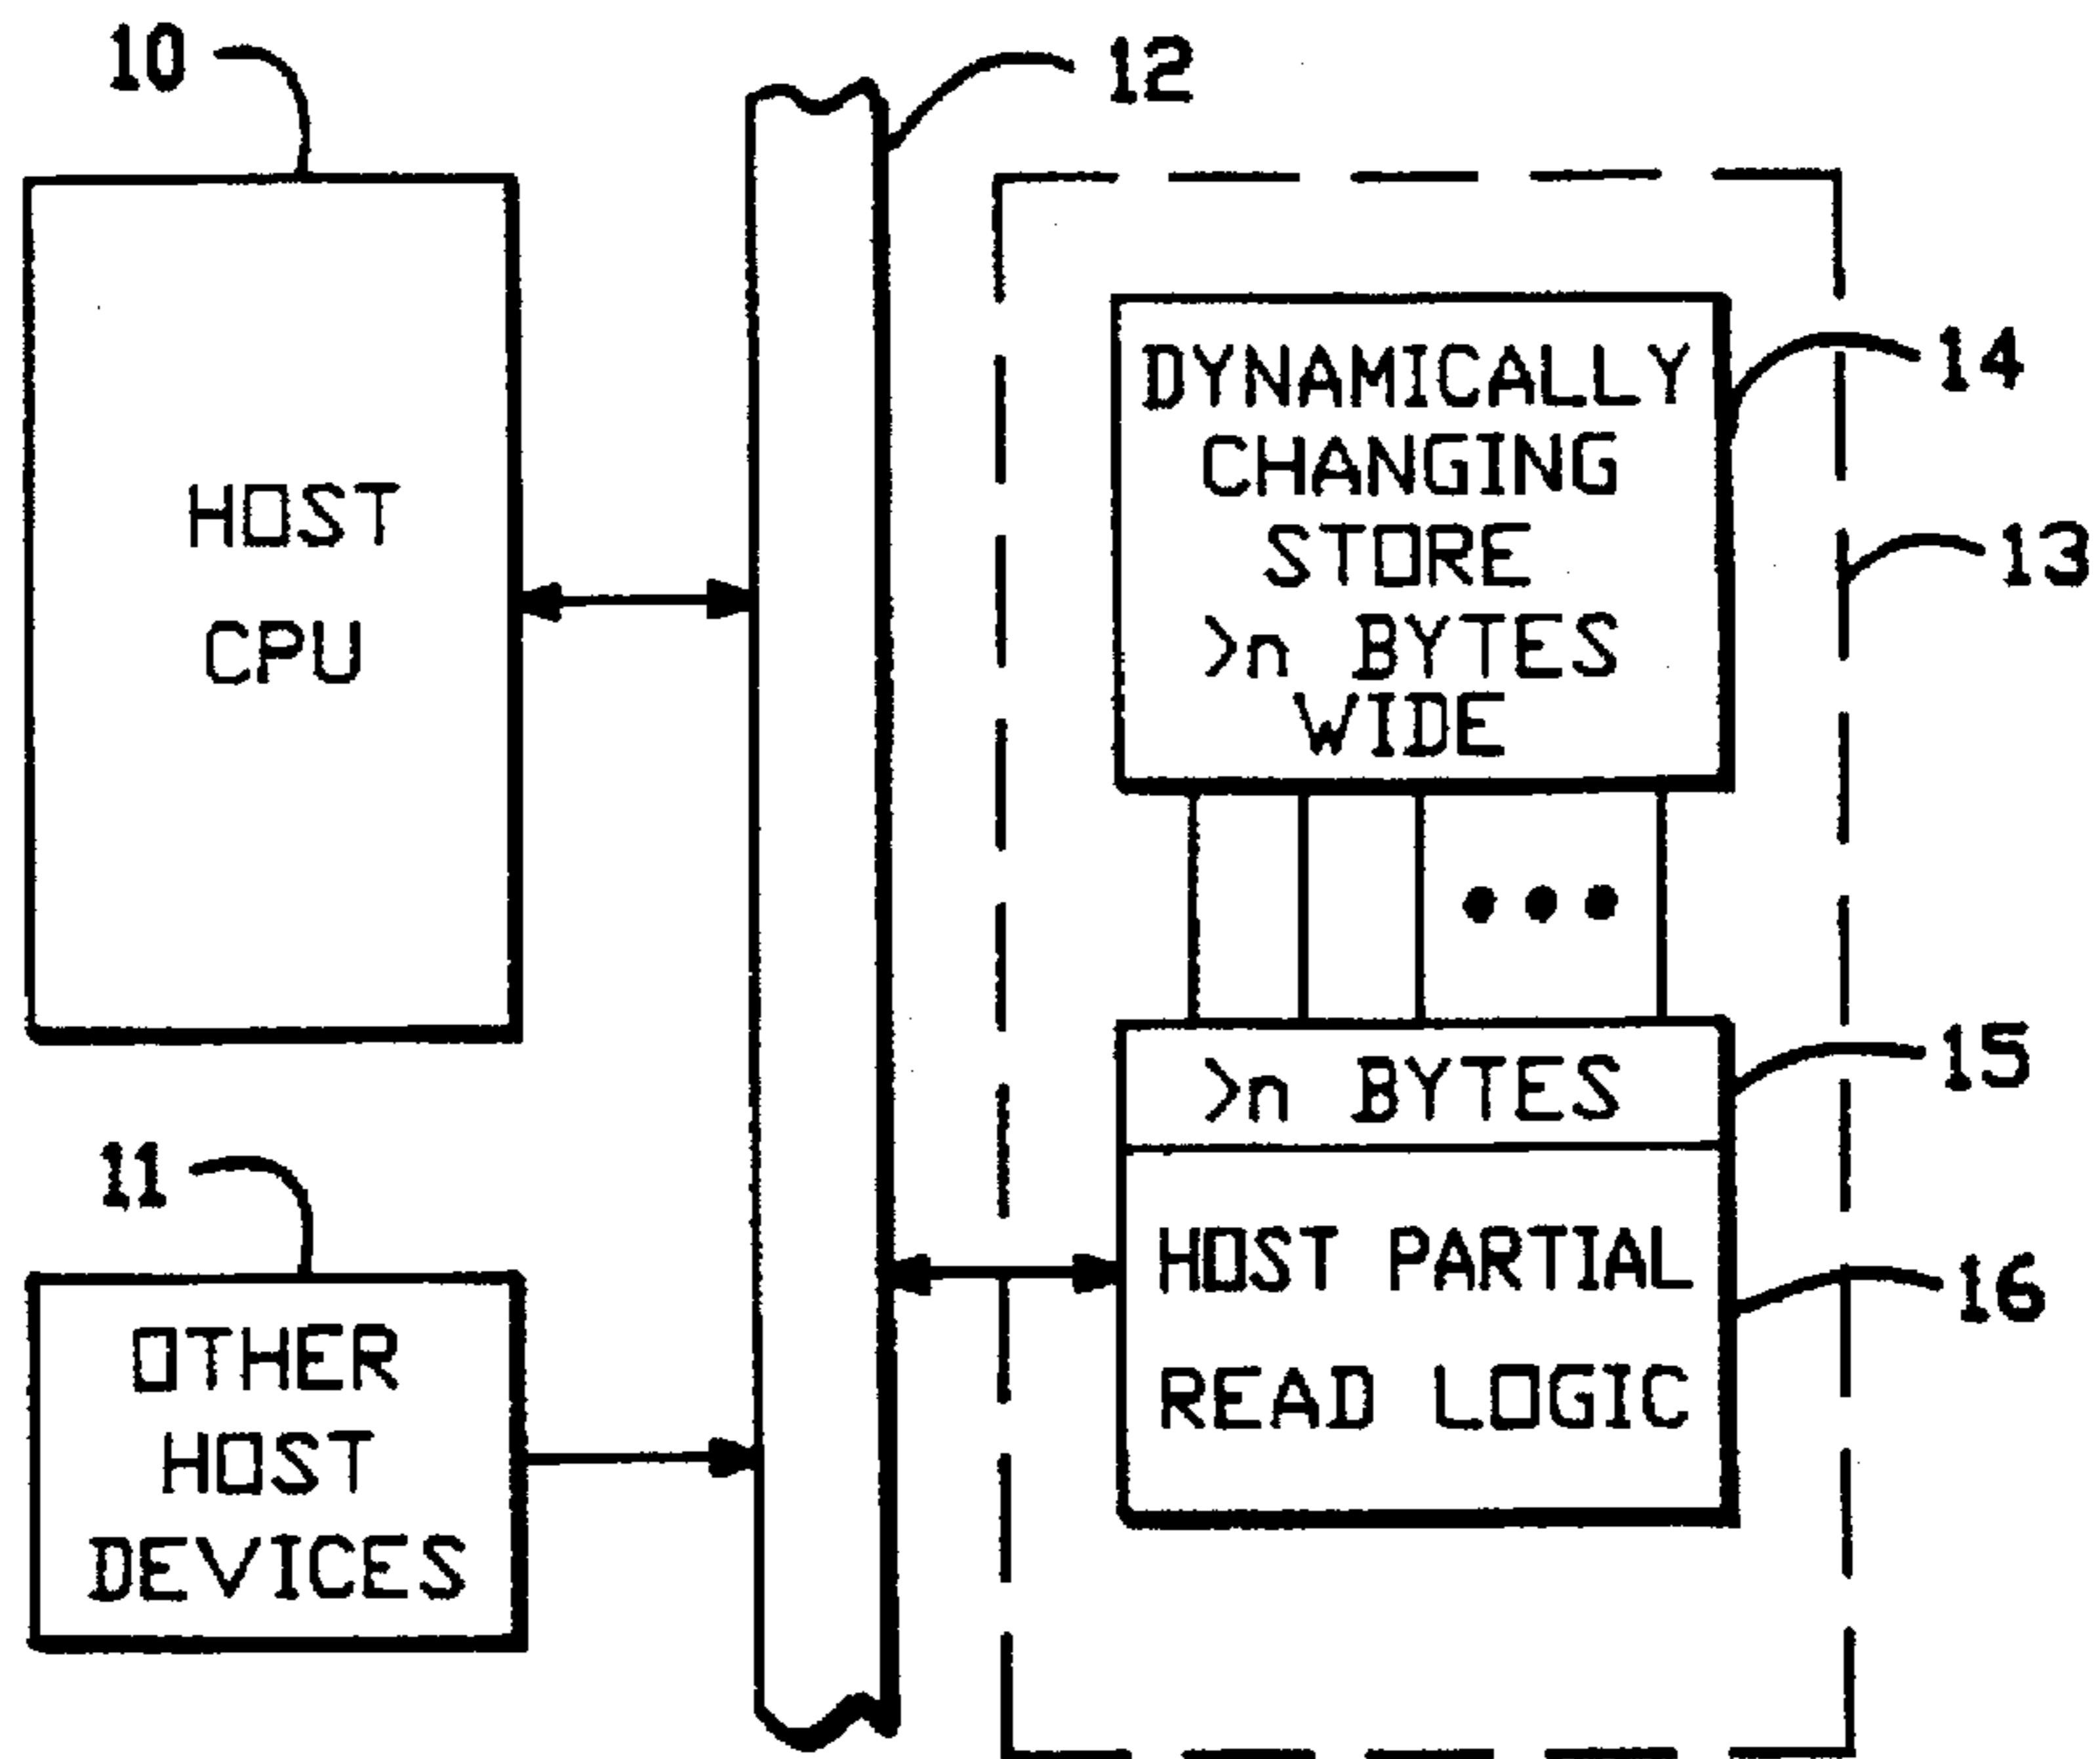 10
12
HOST
CPU
DYNAMICALLY
CHANGING
STORE
>n BYTES
WIDE
14
13
>n BYTES
15
11
OTHER
HOST
DEVICES
HOST PARTIAL
READ LOGIC
16